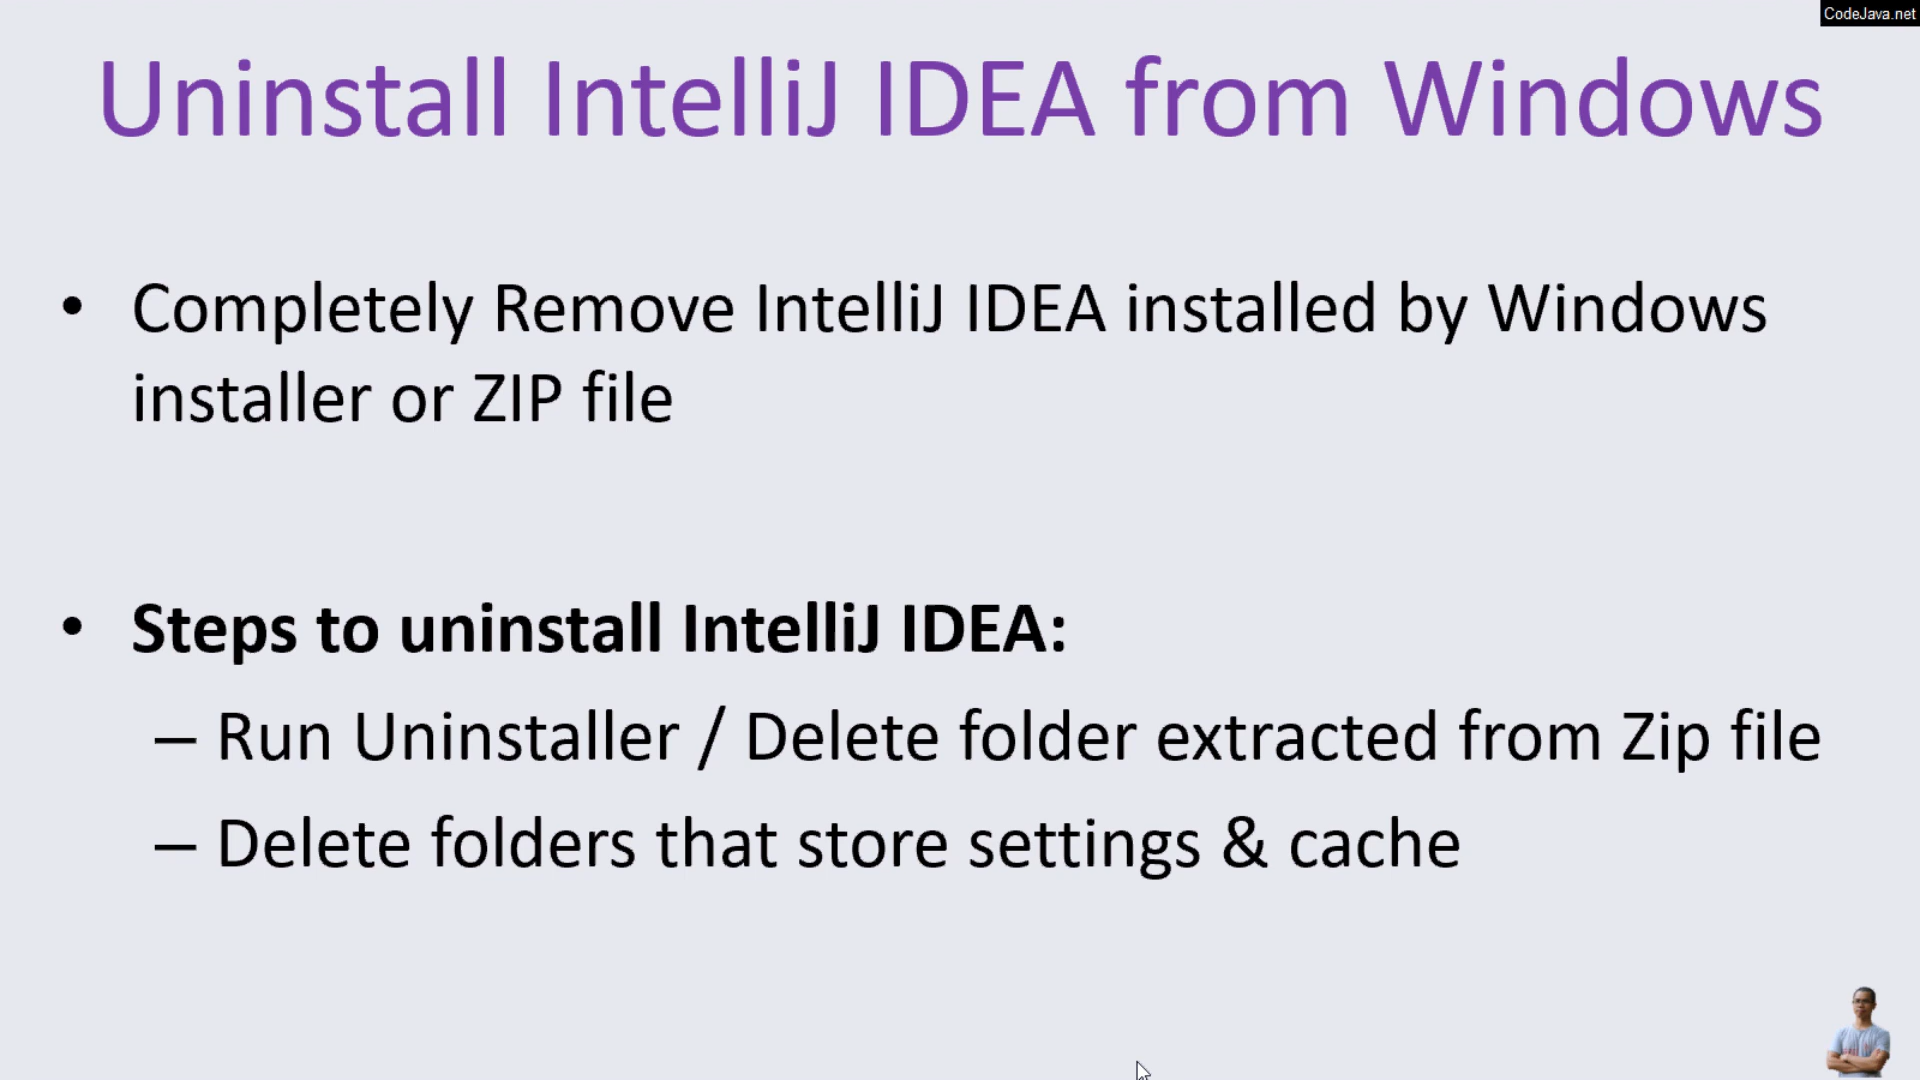 CodeJava.net
Uninstall IntelliJ IDEA from Windows
• Completely Remove IntelliJ IDEA installed by Windows
installer or ZIP file
• Steps to uninstall IntelliJ IDEA:
– Run Uninstaller / Delete folder extracted from Zip file
– Delete folders that store settings & cache